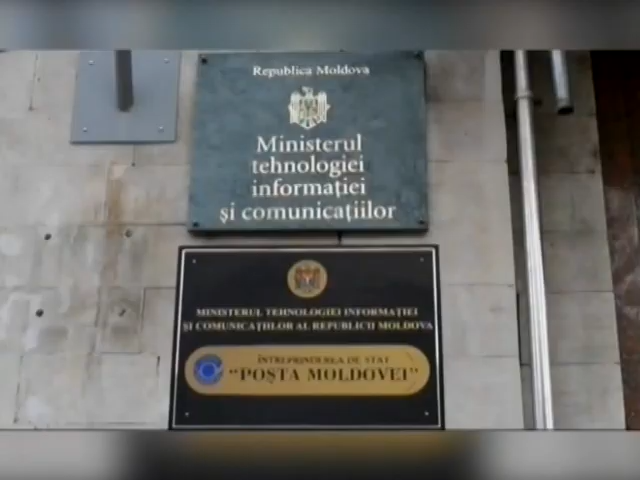 Republica Moldova
Ministerul
tehnologiei
informației
și comunicațiilor
MINISTERUL TEHNOLOGIEI INFORMAȚIEI
ȘI COMUNICAȚIILOR AL REPUBLICII MOLDOVA
ÎNTREPRINDEREA DE STAT
"POȘTA MOLDOVEI"